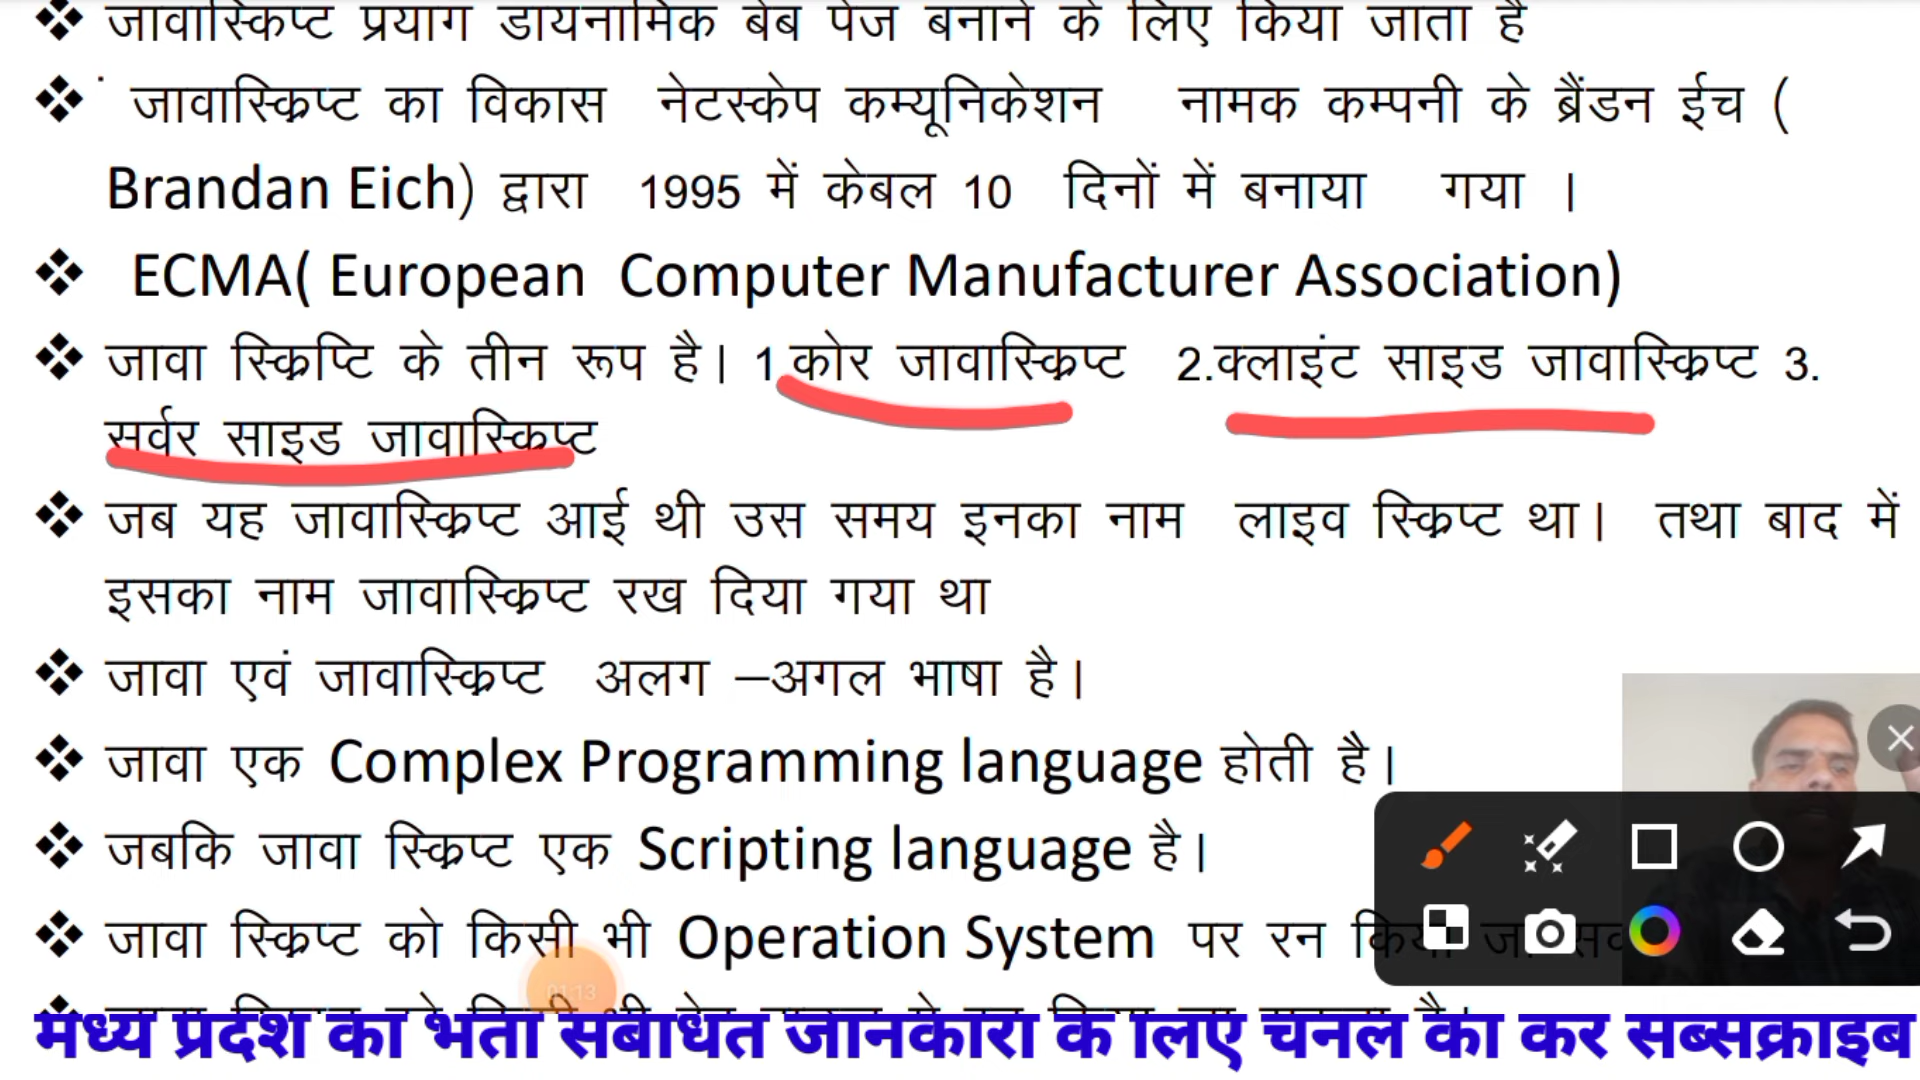 जावास्किप्ट प्रयोग डायनामिक बेब पेज बनाने के लिए किया जाता है
जावास्क्रिप्ट का विकास नेटस्केप कम्यूनिकेशन नामक कम्पनी के ब्रैंडन ईच (
Brandan Eich) द्वारा 1995 में केबल 10 दिनों में बनाया गया ।
ECMA( European Computer Manufacturer Association)
जावा स्क्रिप्टि के तीन रूप है। 1.कोर जावास्क्रिप्ट 2.क्लाइंट साइड जावास्क्रिप्ट 3.
सर्वर साइड जावास्किप्ट
जब यह जावास्क्रिप्ट आई थी उस समय इनका नाम लाइव स्क्रिप्ट था। तथा बाद में
इसका नाम जावास्क्रिप्ट रख दिया गया था
जावा एवं जावास्क्रिप्ट अलग –अगल भाषा है।
जावा एक Complex Programming language होती है।
जबकि जावा स्क्रिप्ट एक Scripting language है।
जावा स्क्रिप्ट को किसी भी Operation System पर रन
01:13
मध्य प्रदेश की भर्ती संबंधित जानकारी के लिए चैनल को करें सब्सक्राइब